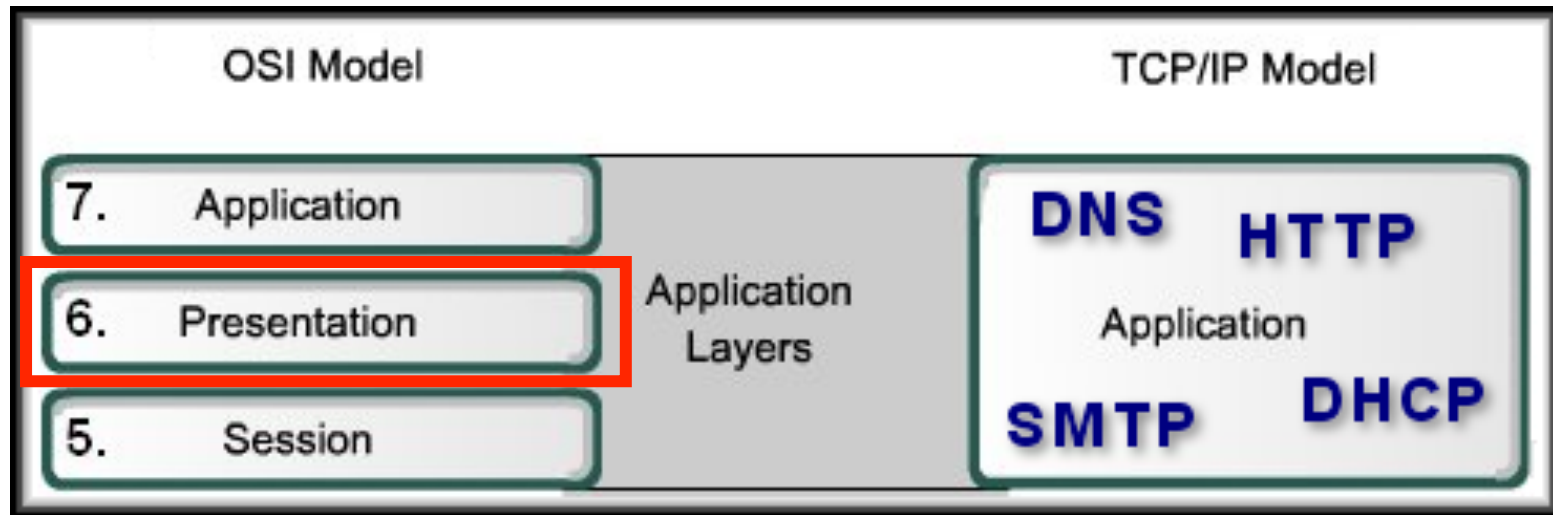 OSI Model
TCP/IP Model
7. Application
6. Presentation
5. Session
Application
Layers
DNS
HTTP
Application
SMTP
DHCP